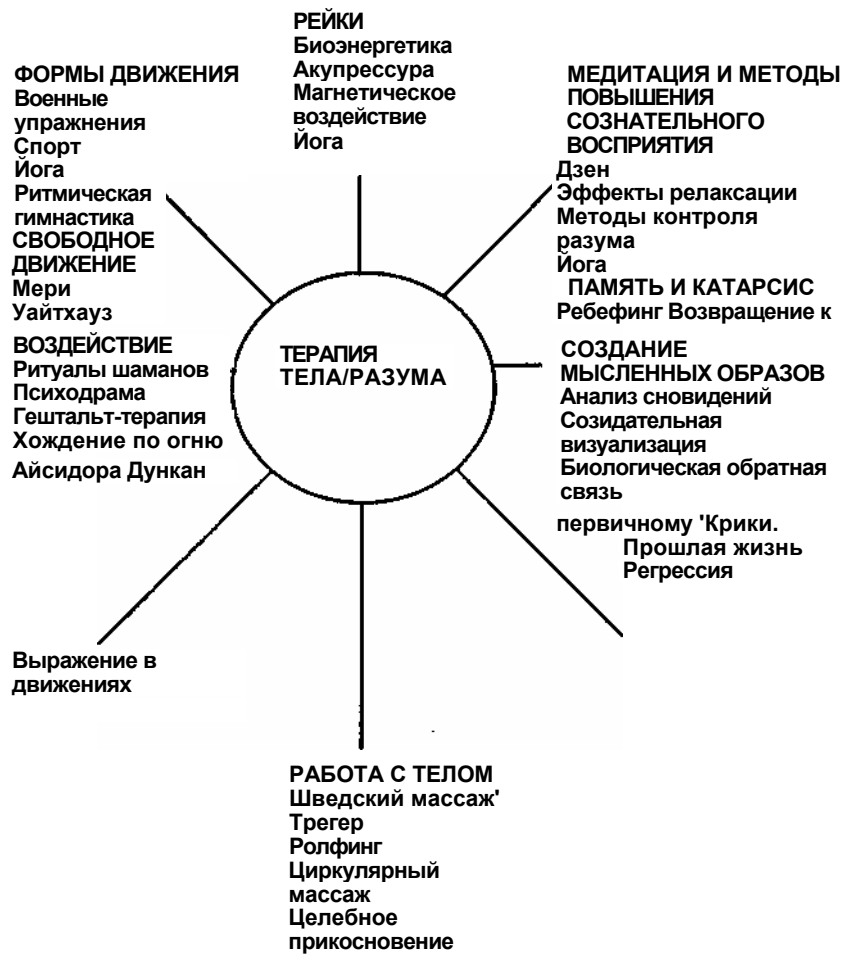 РЕЙКИ
Биоэнергетика
Акупрессура
Магнетическое
воздействие
Йога
ФОРМЫ ДВИЖЕНИЯ
Военные
упражнения
Спорт
Йога
Ритмическая
гимнастика
СВОБОДНОЕ
ДВИЖЕНИЕ
Мери
Уайтхауз
ВОЗДЕЙСТВИЕ
Ритуалы шаманов
Психодрама
Гештальт-терапия
Хождение по огню
Айсидора Дункан
Выражение в
движениях
ТЕРАПИЯ
ТЕЛА/РАЗУМА
МЕДИТАЦИЯ И МЕТОДЫ
ПОВЫШЕНИЯ
СОЗНАТЕЛЬНОГО
ВОСПРИЯТИЯ
Дзен
Эффекты релаксации
Методы контроля
разума
Йога
ПАМЯТЬ И КАТАРСИС
Ребефинг Возвращение к
СОЗДАНИЕ
МЫСЛЕННЫХ ОБРАЗОВ
Анализ сновидений
Созидательная
визуализация
Биологическая обратная
связь
первичному 'Крики.
Прошлая жизнь
Регрессия
РАБОТА С ТЕЛОМ
Шведский массаж'
Трегер
Ролфинг
Циркулярный
массаж
Целебное
прикосновение